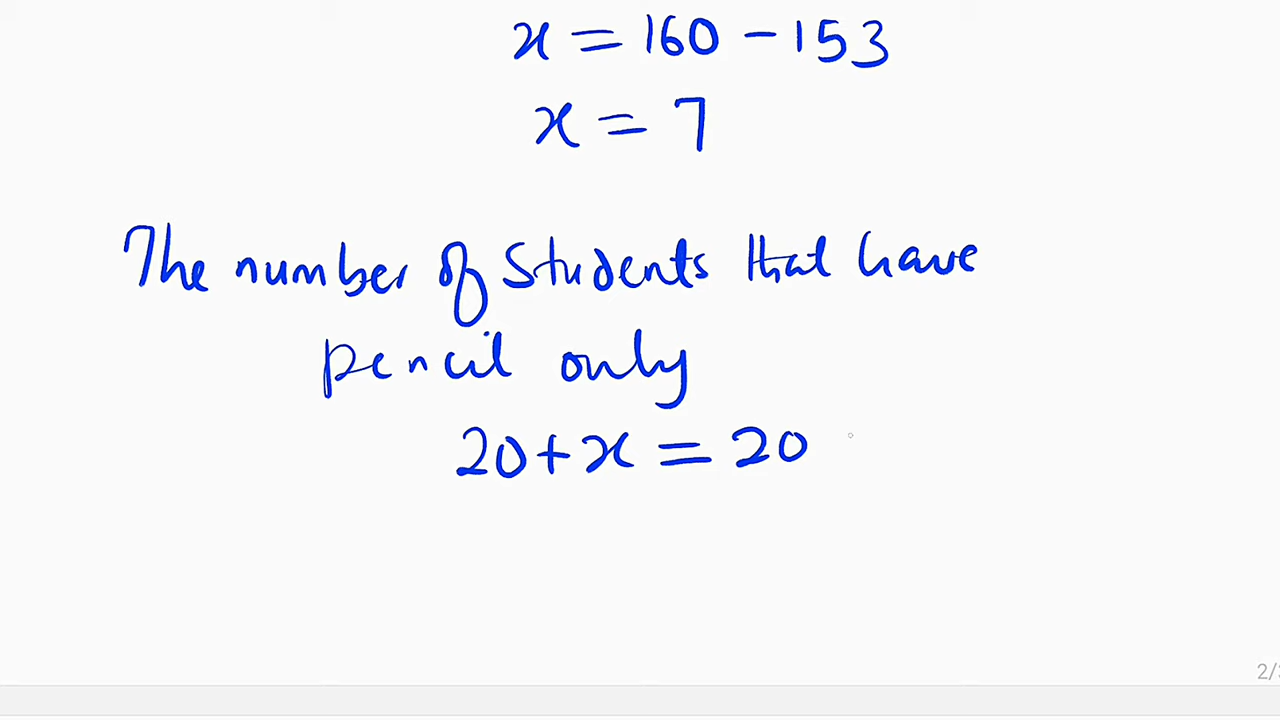 x = 160 - 153
x = 7
The number of Students that have
pencil only
20 + x = 20